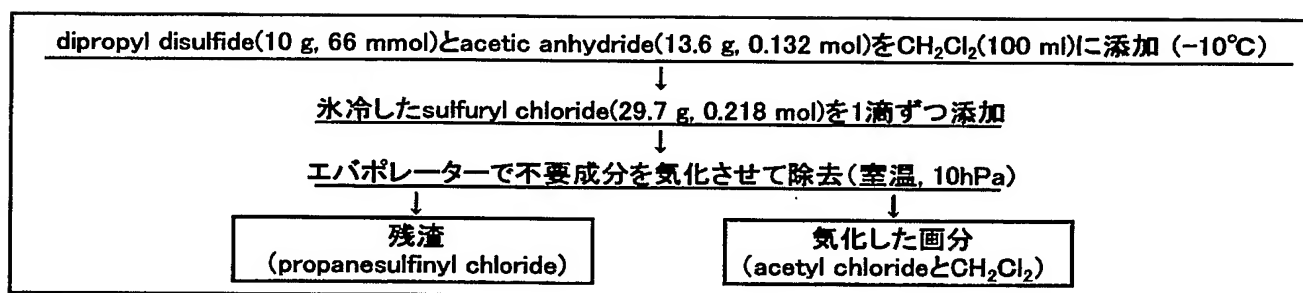 dipropyl disulfide(10 g, 66 mmol)とacetic anhydride(13.6 g, 0.132 mol)をCH₂Cl₂(100 ml)に添加 (−10℃)
↓
氷冷したsulfuryl chloride(29.7 g, 0.218 mol)を1滴ずつ添加
↓
エバポレーターで不要成分を気化させて除去(室温, 10hPa)
↓ ↓
残渣
(propanesulfinyl chloride)
気化した画分
(acetyl chlorideとCH₂Cl₂)